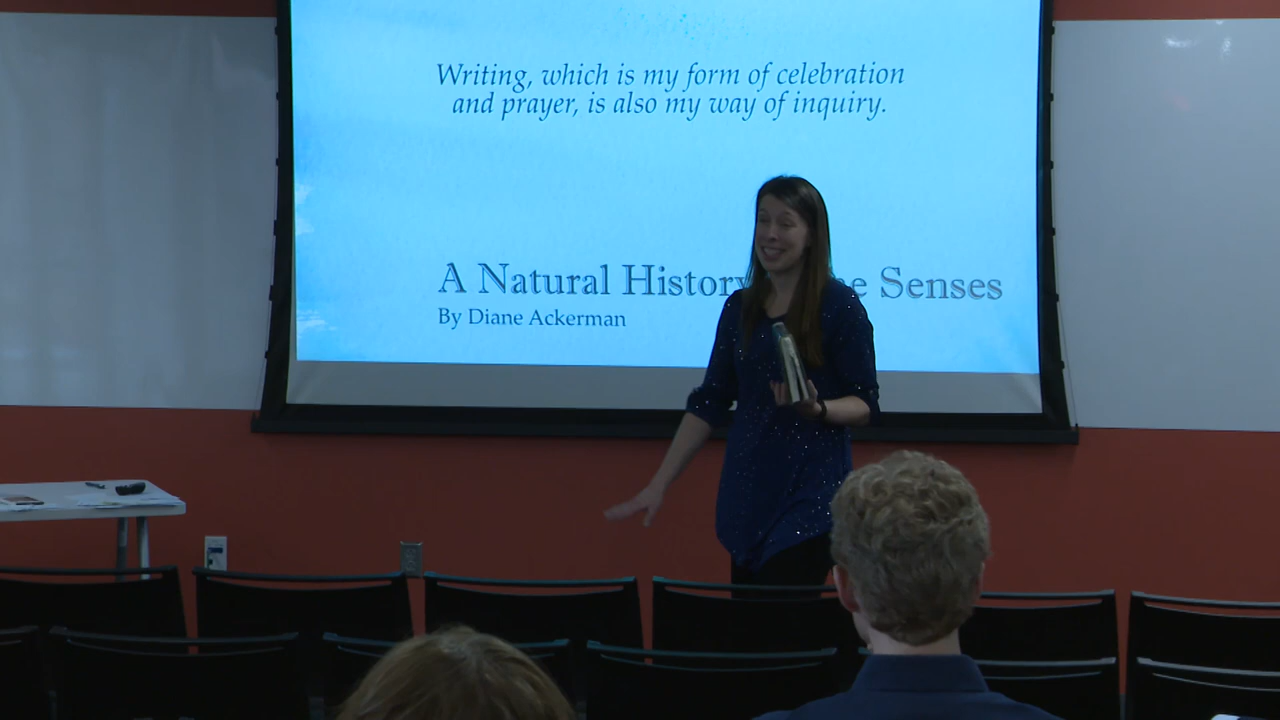 Writing, which is my form of celebration
and prayer, is also my way of inquiry.
A Natural History Senses
By Diane Ackerman